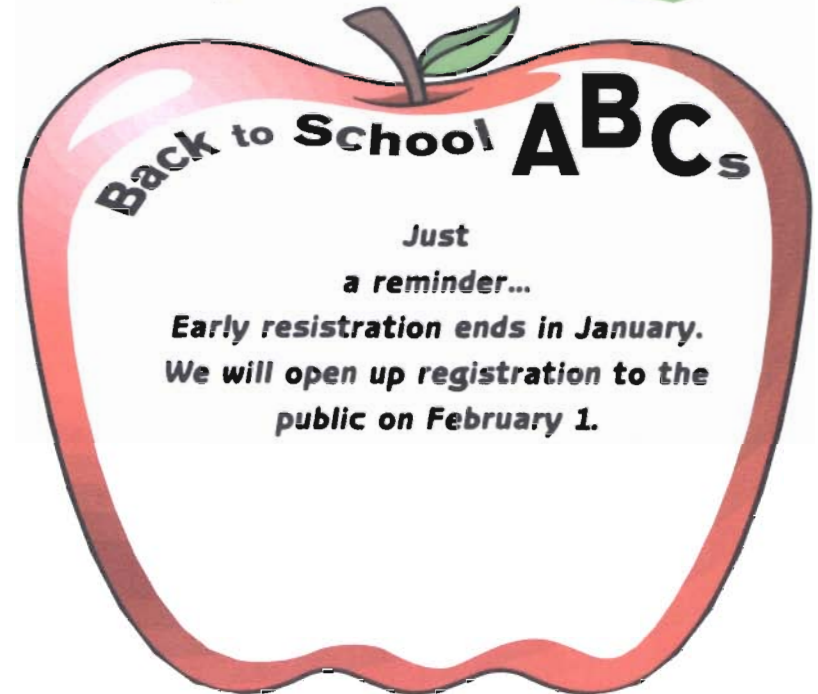 Back to School ABCs
Just
a reminder...
Early resistration ends in January.
We will open up registration to the
public on February 1.